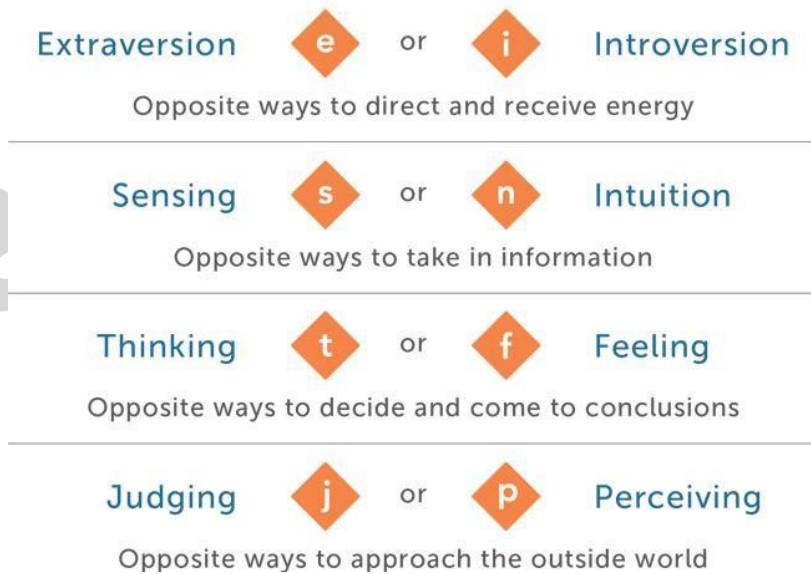 Extraversion e or i Introversion
Opposite ways to direct and receive energy
Sensing s or n Intuition
Opposite ways to take in information
Thinking t or f Feeling
Opposite ways to decide and come to conclusions
Judging j or p Perceiving
Opposite ways to approach the outside world